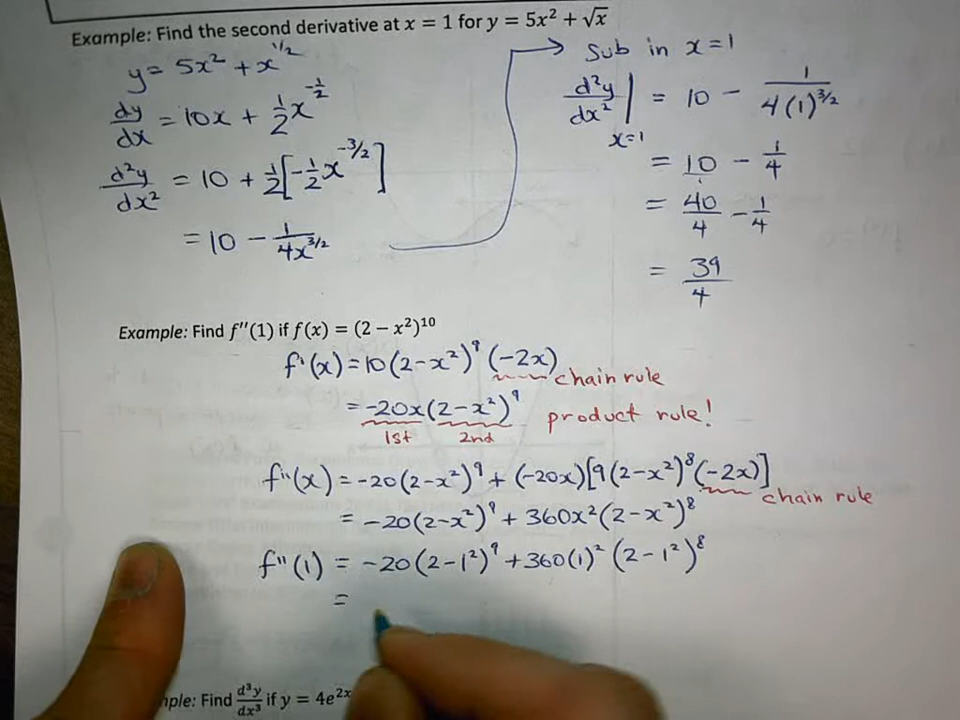 Example: Find the second derivative at x = 1 for y = 5x² + √x
y = 5x² + x^{1/2}
dy/dx = 10x + 1/2 x^{-1/2}
d²y/dx² = 10 + 1/2[-1/2 x^{-3/2}]
= 10 - 1/(4x^{3/2})
Sub in x = 1
d²y/dx² |_{x=1} = 10 - 1/(4(1)^{3/2})
= 10 - 1/4
= 40/4 - 1/4
= 39/4
Example: Find f''(1) if f(x) = (2 − x²)¹⁰
f'(x) = 10(2-x²)⁹(-2x) chain rule
= -20x(2-x²)⁹ product rule!
1st 2nd
f''(x) = -20(2-x²)⁹ + (-20x)[9(2-x²)⁸(-2x)]
chain rule
= -20(2-x²)⁹ + 360x²(2-x²)⁸
f''(1) = -20(2-1²)⁹ + 360(1)² (2-1²)⁸
=
Find d³y/dx³ if y = 4e^{2x}